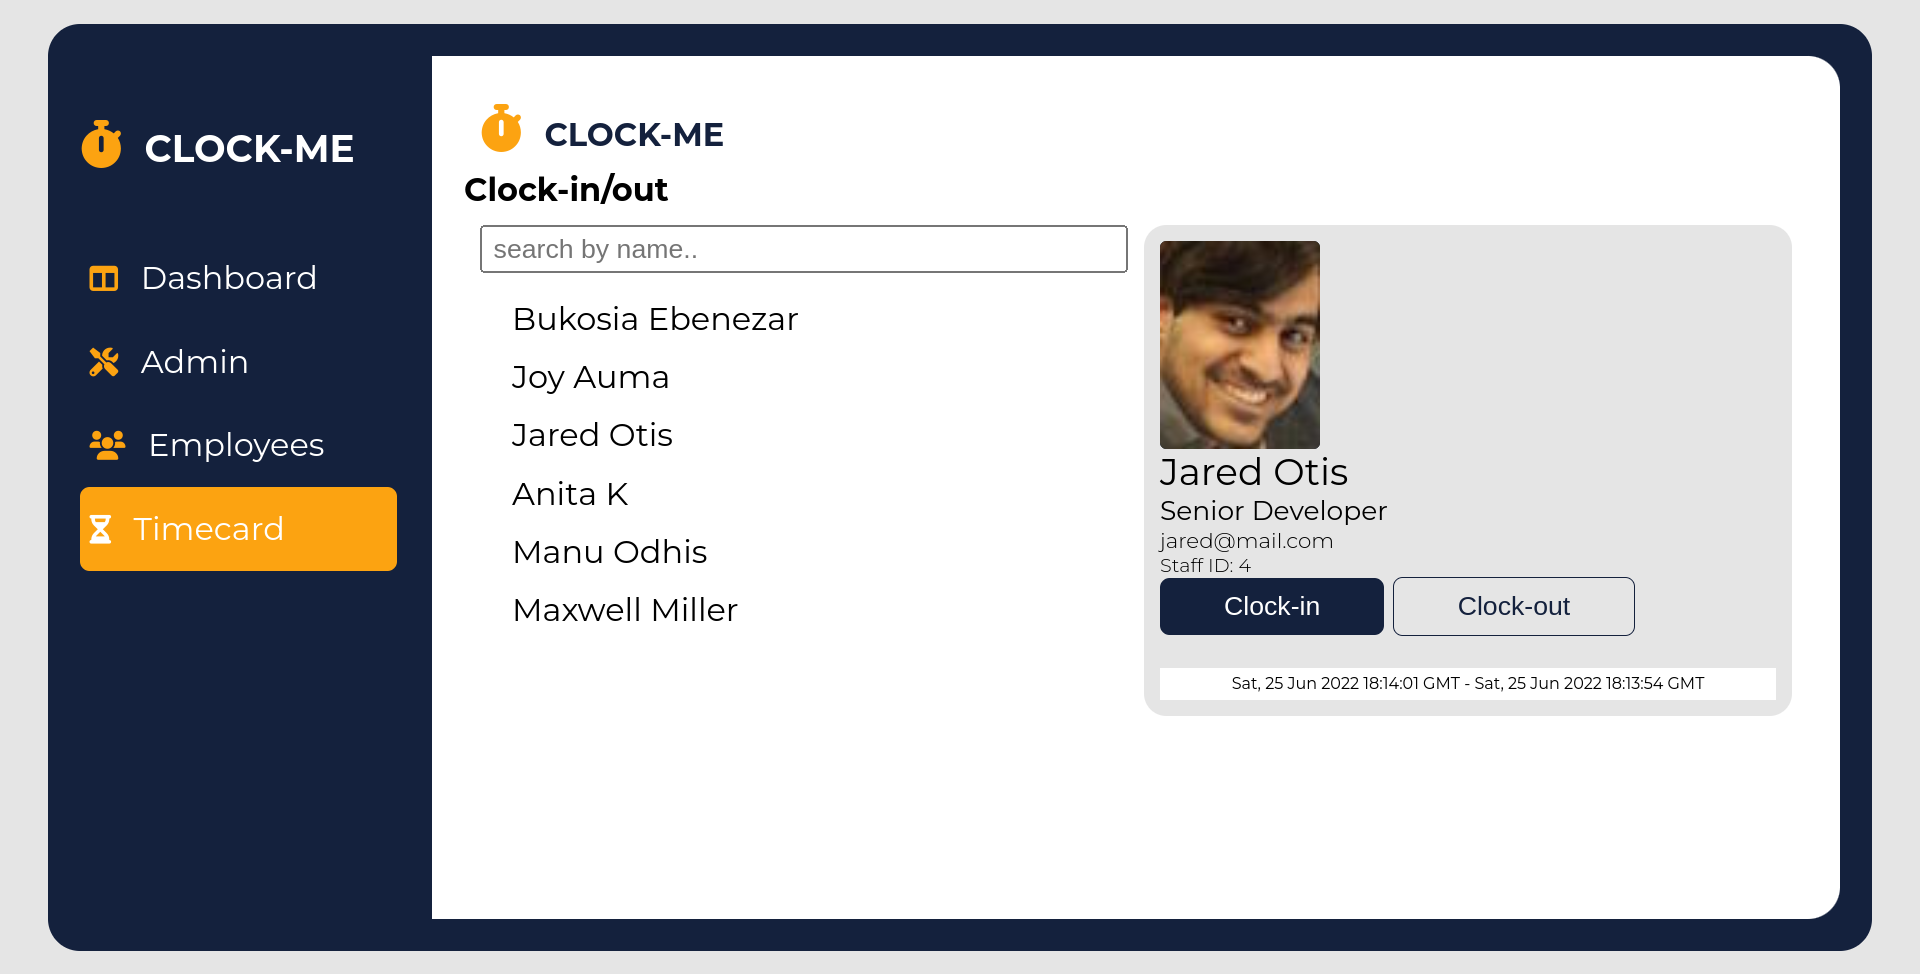 CLOCK-ME
Dashboard
Admin
Employees
Timecard
CLOCK-ME
Clock-in/out
search by name..
Bukosia Ebenezar
Joy Auma
Jared Otis
Anita K
Manu Odhis
Maxwell Miller
Jared Otis
Senior Developer
jared@mail.com
Staff ID: 4
Clock-in
Clock-out
Sat, 25 Jun 2022 18:14:01 GMT - Sat, 25 Jun 2022 18:13:54 GMT